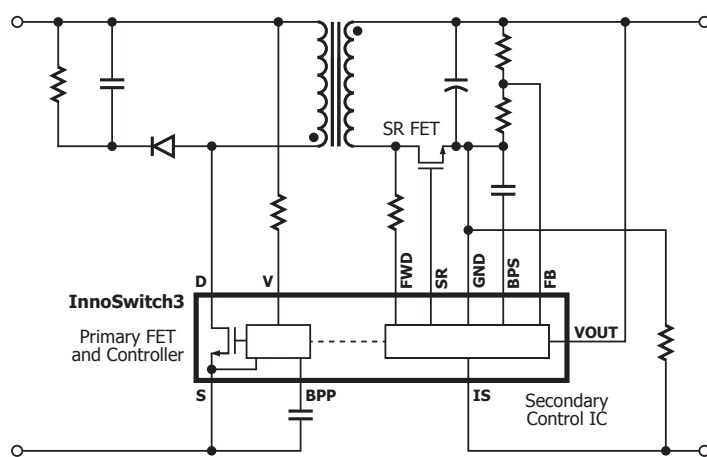 SR FET
D
V
FWD
SR
GND
BPS
FB
InnoSwitch3
Primary FET
and Controller
VOUT
S
BPP
IS
Secondary
Control IC